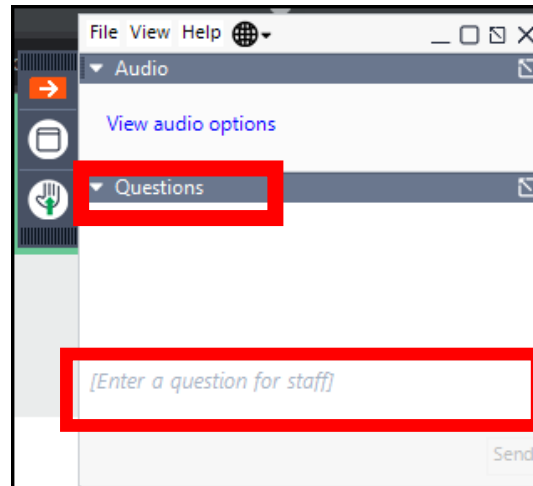 File View Help
Audio
View audio options
Questions
[Enter a question for staff]
Send